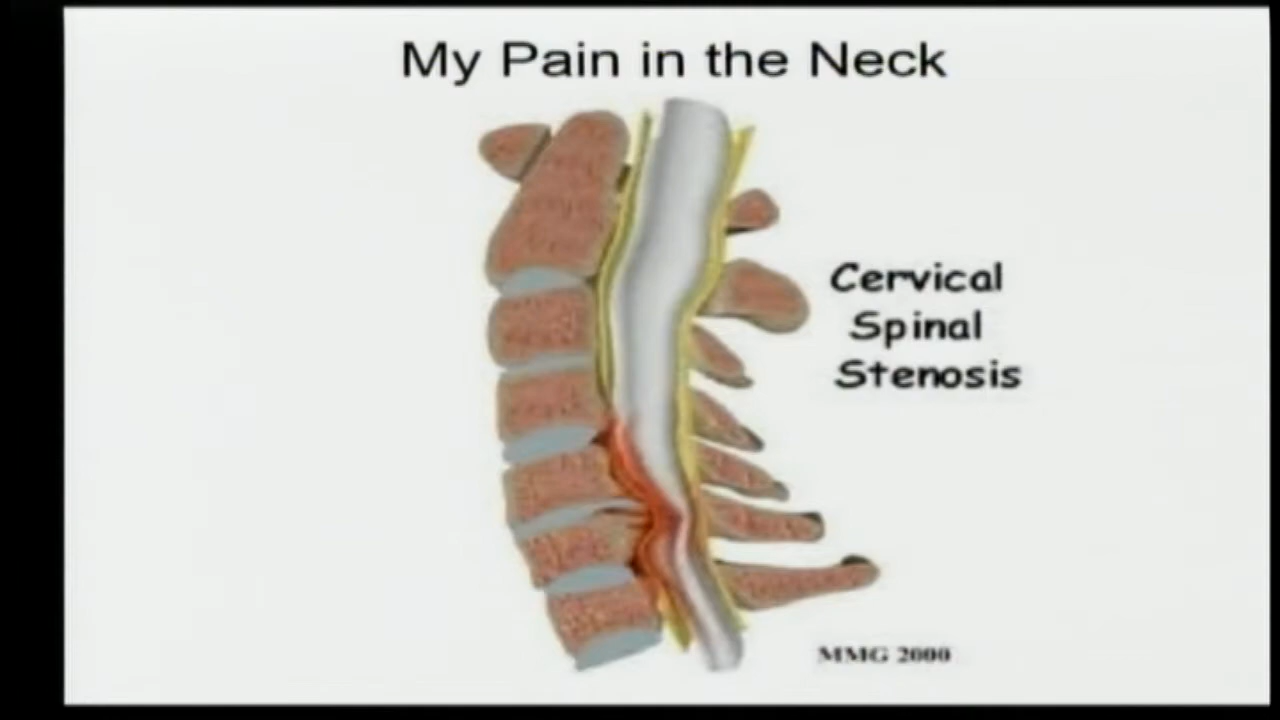 My Pain in the Neck
Cervical
Spinal
Stenosis
MMG 2000